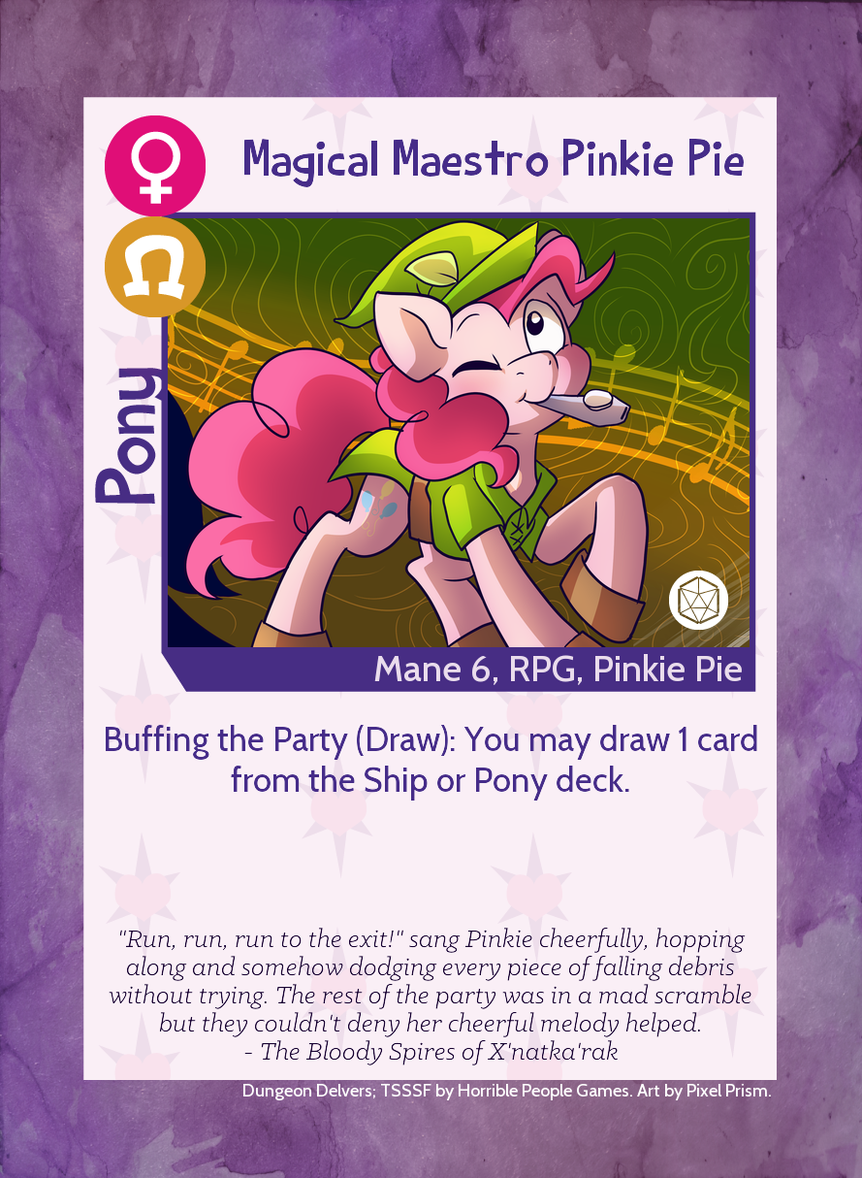 Magical Maestro Pinkie Pie
Pony
Mane 6, RPG, Pinkie Pie
Buffing the Party (Draw): You may draw 1 card
from the Ship or Pony deck.
"Run, run, run to the exit!" sang Pinkie cheerfully, hopping
along and somehow dodging every piece of falling debris
without trying. The rest of the party was in a mad scramble
but they couldn't deny her cheerful melody helped.
- The Bloody Spires of X'natka'rak
Dungeon Delvers; TSSSF by Horrible People Games. Art by Pixel Prism.